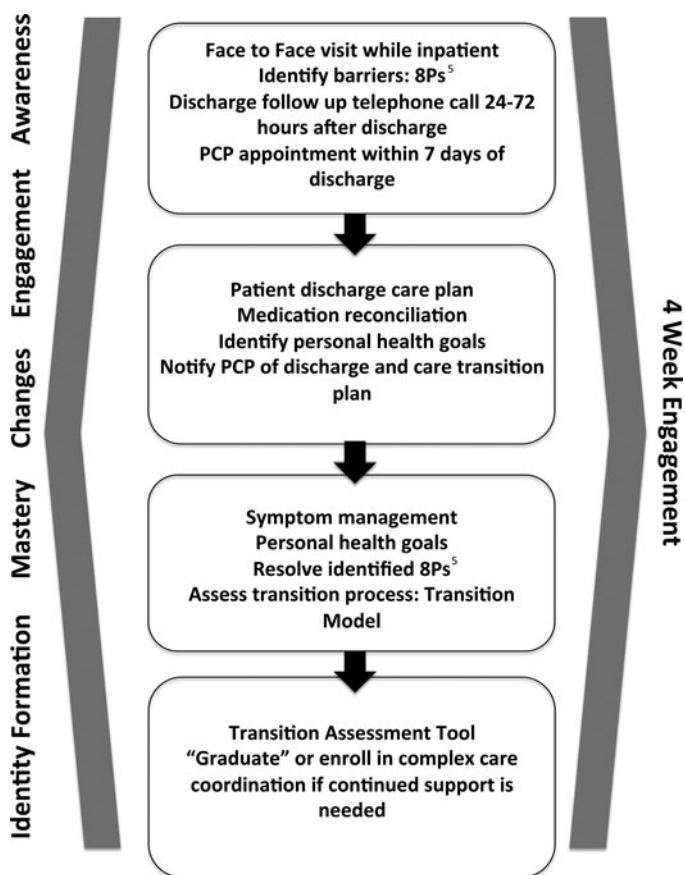 Awareness
Engagement
Changes
Mastery
Identity Formation
Face to Face visit while inpatient
Identify barriers: 8Ps⁵
Discharge follow up telephone call 24-72
hours after discharge
PCP appointment within 7 days of
discharge
Patient discharge care plan
Medication reconciliation
Identify personal health goals
Notify PCP of discharge and care transition
plan
Symptom management
Personal health goals
Resolve identified 8Ps⁵
Assess transition process: Transition
Model
Transition Assessment Tool
“Graduate” or enroll in complex care
coordination if continued support is
needed
4 Week Engagement